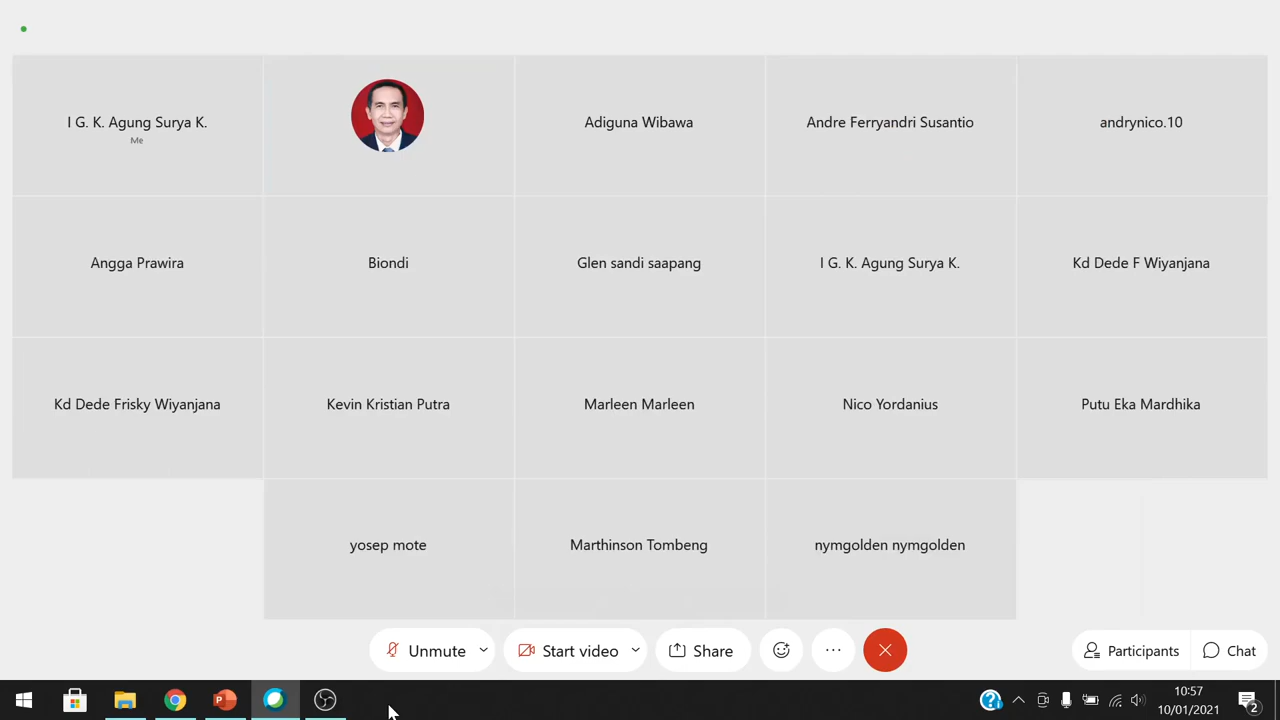 I G. K. Agung Surya K.
Me
Adiguna Wibawa
Andre Ferryandri Susantio
andrynico.10
Angga Prawira
Biondi
Glen sandi saapang
I G. K. Agung Surya K.
Kd Dede F Wiyanjana
Kd Dede Frisky Wiyanjana
Kevin Kristian Putra
Marleen Marleen
Nico Yordanius
Putu Eka Mardhika
yosep mote
Marthinson Tombeng
nymgolden nymgolden
Unmute
Start video
Share
Participants
Chat
10:57
10/01/2021
2